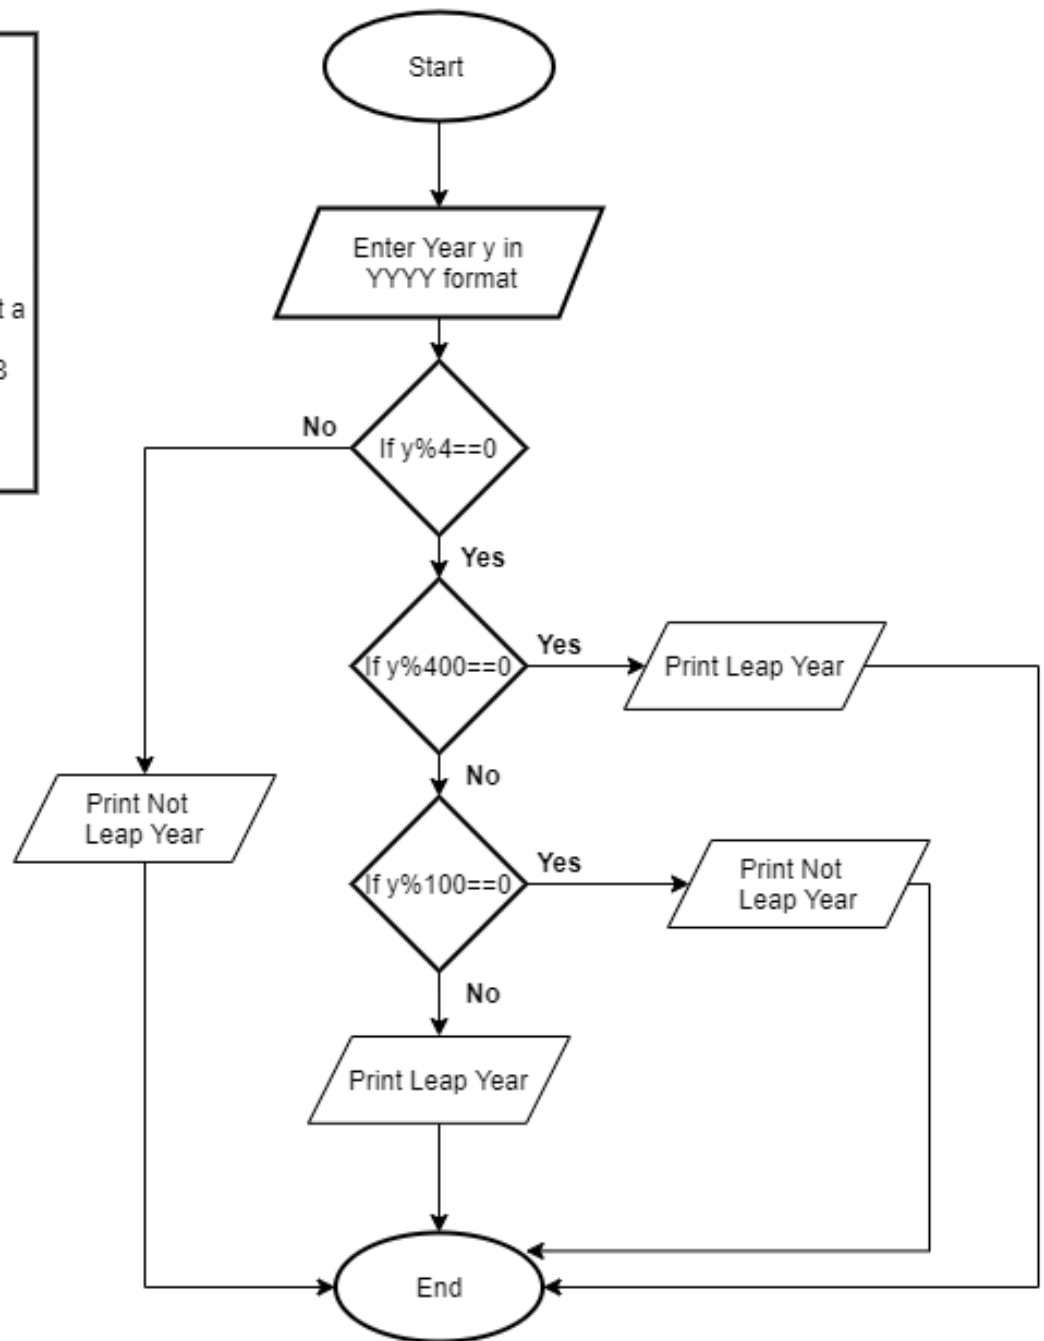 Start
Enter Year y in
YYYY format
t a
3
No
If y%4==0
Yes
If y%400==0
Yes
Print Leap Year
No
Print Not
Leap Year
If y%100==0
Yes
Print Not
Leap Year
No
Print Leap Year
End